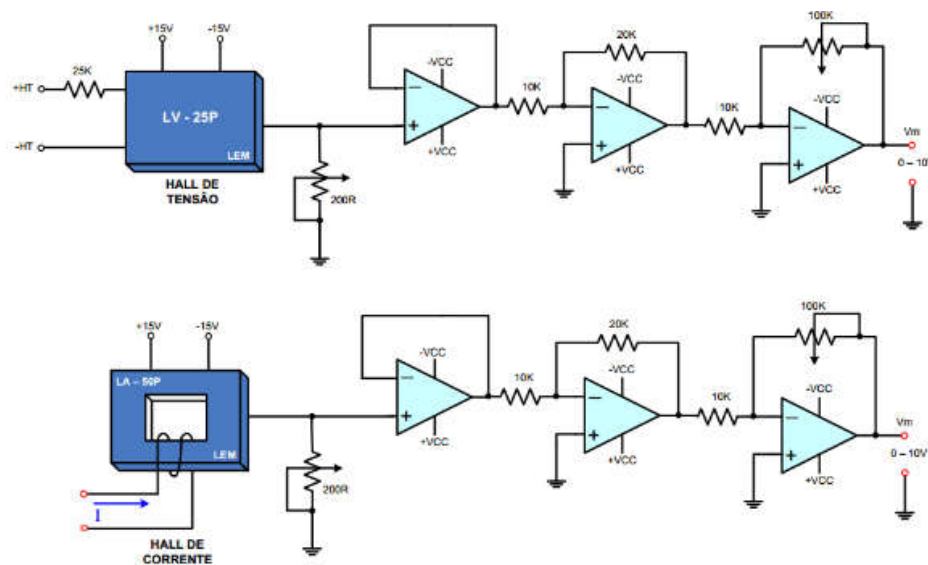 +15V
-15V
25K
+HT
LV - 25P
-HT
LEM
HALL DE
TENSÃO
200R
-VCC
+VCC
10K
20K
-VCC
+VCC
10K
100K
-VCC
+VCC
Vm
0 – 10V
+15V
-15V
LA – 50P
LEM
I
HALL DE
CORRENTE
200R
-VCC
+VCC
10K
20K
-VCC
+VCC
10K
100K
-VCC
+VCC
Vm
0 – 10V